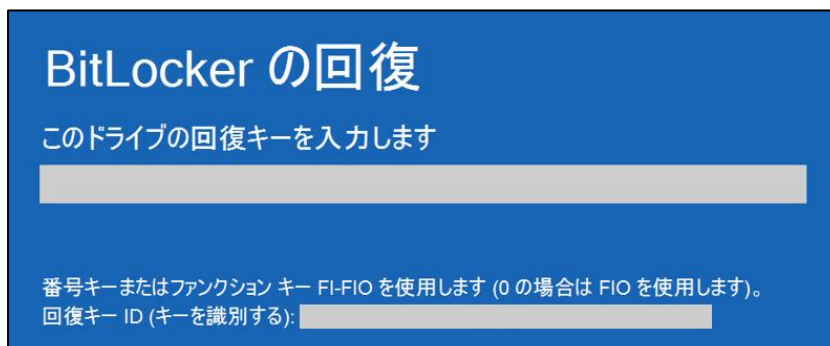 BitLocker の回復
このドライブの回復キーを入力します
番号キーまたはファンクション キー FI-FIO を使用します (0 の場合は FIO を使用します)。
回復キー ID (キーを識別する):